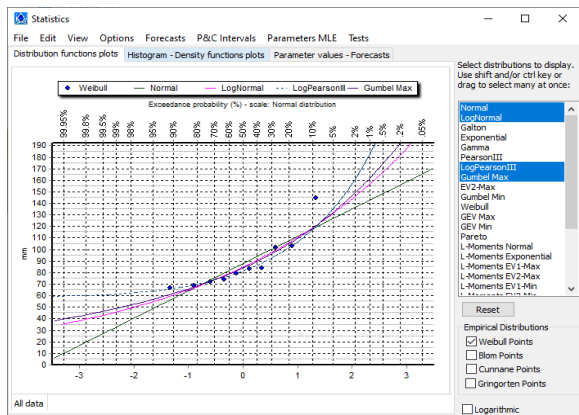 Statistics
File Edit View Options Forecasts P&C Intervals Parameters MLE Tests
Distribution functions plots Histogram - Density functions plots Parameter values - Forecasts
Weibull Normal LogNormal LogPearsonIII Gumbel Max
Exceedance probability (%) - scale: Normal distribution
99.95% 99.8% 99.5% 99% 98% 95% 90% 80% 70% 60% 50% 40% 30% 20% 10% 5% 2% 1% .5% .2% .05%
190
180
170
160
150
140
130
120
110
100
90
80
70
60
50
40
30
20
10
0
mm
-3 -2 -1 0 1 2 3
All data
Select distributions to display.
Use shift and/or ctrl key or
drag to select many at once:
Normal
LogNormal
Galton
Exponential
Gamma
PearsonIII
LogPearsonIII
Gumbel Max
EV2-Max
Gumbel Min
Weibull
GEV Max
GEV Min
Pareto
L-Moments Normal
L-Moments Exponential
L-Moments EV1-Max
L-Moments EV2-Max
L-Moments EV1-Min
Reset
Empirical Distributions
Weibull Points
Blom Points
Cunnane Points
Gringorten Points
Logarithmic